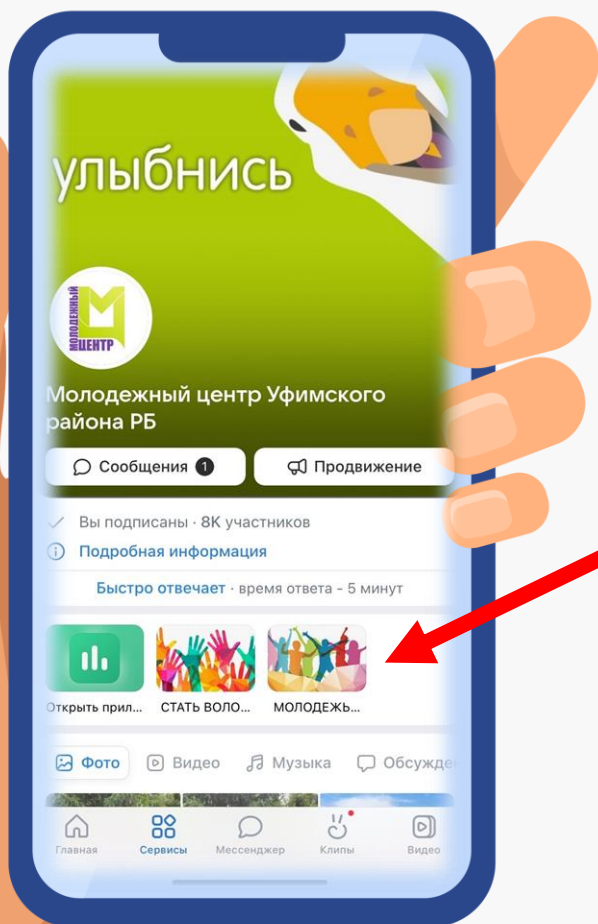 улыбнись
МОЛОДЕЖНЫЙ
ЦЕНТР
Молодежный центр Уфимского
района РБ
Сообщения 1
Продвижение
Вы подписаны · 8K участников
Подробная информация
Быстро отвечает · время ответа - 5 минут
Открыть прил...
СТАТЬ ВОЛО...
МОЛОДЕЖЬ...
Фото
Видео
Музыка
Обсужде
Главная
Сервисы
Мессенджер
Клипы
Видео